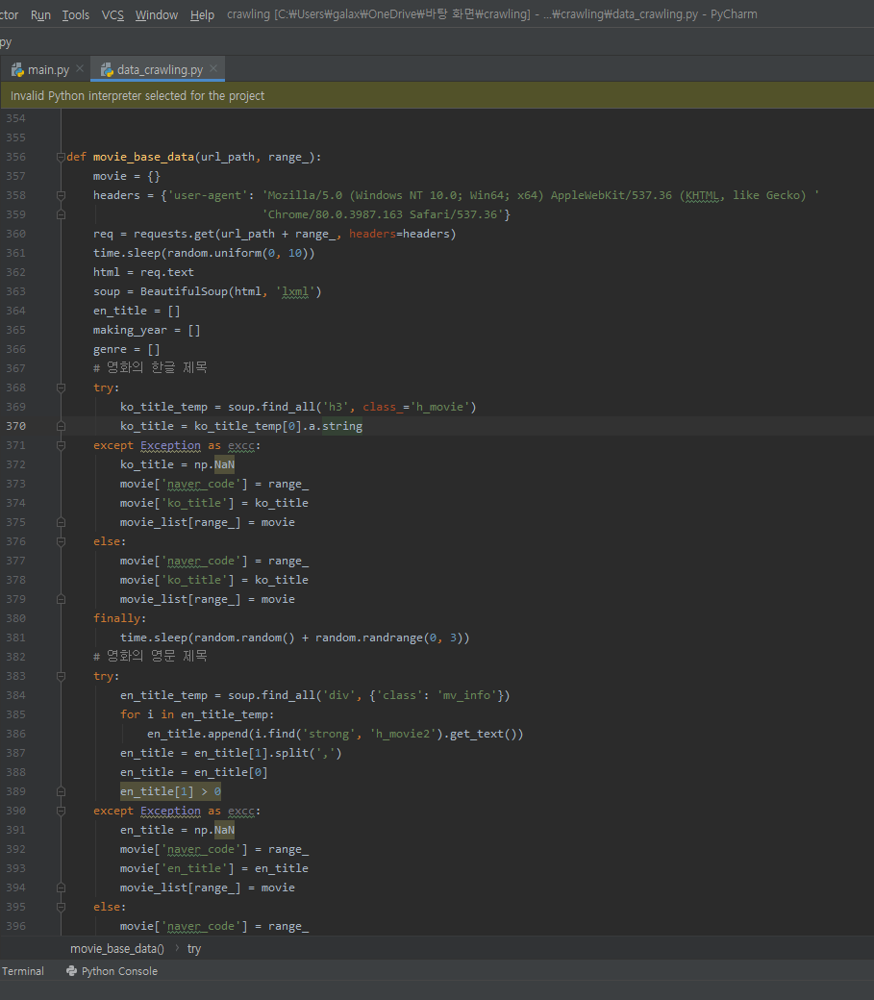 ctor Run Tools VCS Window Help crawling [C:₩Users₩galax₩OneDrive₩바탕 화면₩crawling] - ...₩crawling₩data_crawling.py - PyCharm
py
main.py data_crawling.py
Invalid Python interpreter selected for the project
354
355
356 def movie_base_data(url_path, range_):
357 movie = {}
358 headers = {'user-agent': 'Mozilla/5.0 (Windows NT 10.0; Win64; x64) AppleWebKit/537.36 (KHTML, like Gecko) '
359 'Chrome/80.0.3987.163 Safari/537.36'}
360 req = requests.get(url_path + range_, headers=headers)
361 time.sleep(random.uniform(0, 10))
362 html = req.text
363 soup = BeautifulSoup(html, 'lxml')
364 en_title = []
365 making_year = []
366 genre = []
367 # 영화의 한글 제목
368 try:
369 ko_title_temp = soup.find_all('h3', class_='h_movie')
370 ko_title = ko_title_temp[0].a.string
371 except Exception as excc:
372 ko_title = np.NaN
373 movie['naver_code'] = range_
374 movie['ko_title'] = ko_title
375 movie_list[range_] = movie
376 else:
377 movie['naver_code'] = range_
378 movie['ko_title'] = ko_title
379 movie_list[range_] = movie
380 finally:
381 time.sleep(random.random() + random.randrange(0, 3))
382 # 영화의 영문 제목
383 try:
384 en_title_temp = soup.find_all('div', {'class': 'mv_info'})
385 for i in en_title_temp:
386 en_title.append(i.find('strong', 'h_movie2').get_text())
387 en_title = en_title[1].split(',')
388 en_title = en_title[0]
389 en_title[1] > 0
390 except Exception as excc:
391 en_title = np.NaN
392 movie['naver_code'] = range_
393 movie['en_title'] = en_title
394 movie_list[range_] = movie
395 else:
396 movie['naver_code'] = range_
movie_base_data() › try
Terminal Python Console